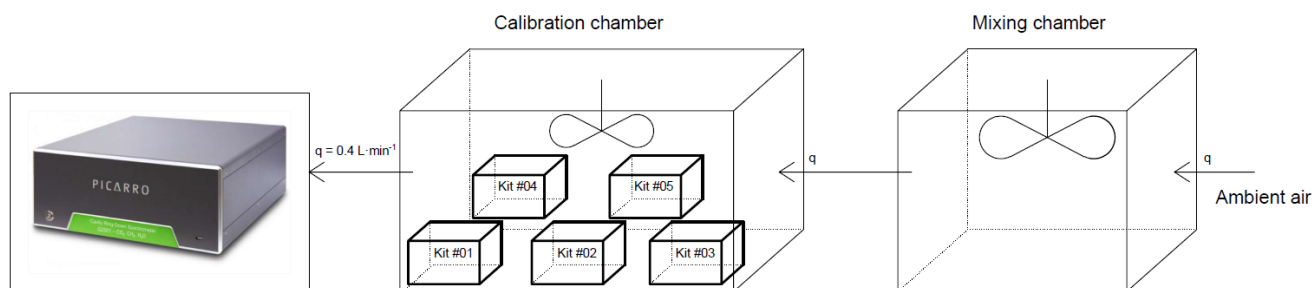 Calibration chamber
Mixing chamber
q = 0.4 L·min⁻¹
PICARRO
Kit #04
Kit #05
q
q
Ambient air
Kit #01
Kit #02
Kit #03